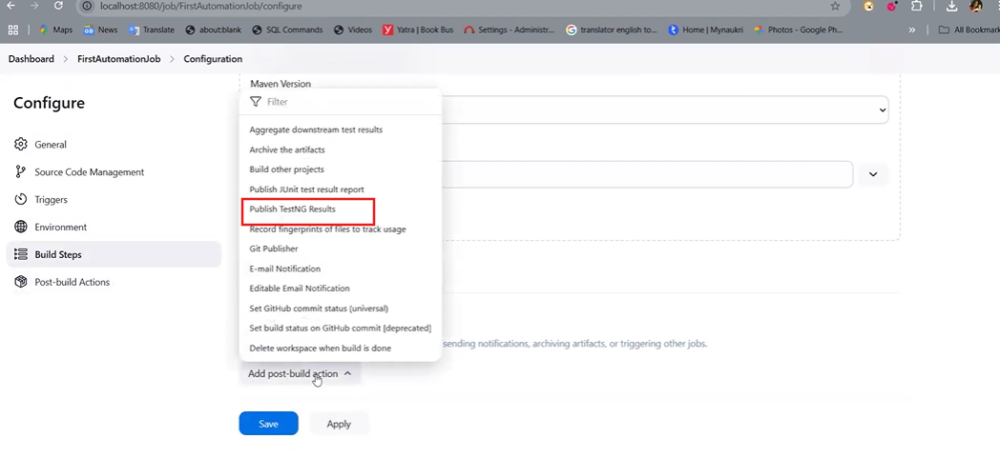 localhost:8080/job/FirstAutomationJob/configure
Maps News Translate about:blank SQL Commands Videos Yatra | Book Bus Settings - Administr... translator english to... Home | Mynaukri Photos - Google Ph... » All Bookmark
Dashboard > FirstAutomationJob > Configuration
Configure
General
Source Code Management
Triggers
Environment
Build Steps
Post-build Actions
Maven Version
Filter
Aggregate downstream test results
Archive the artifacts
Build other projects
Publish JUnit test result report
Publish TestNG Results
Record fingerprints of files to track usage
Git Publisher
E-mail Notification
Editable Email Notification
Set GitHub commit status (universal)
Set build status on GitHub commit [deprecated]
Delete workspace when build is done
sending notifications, archiving artifacts, or triggering other jobs.
Add post-build action
Save Apply